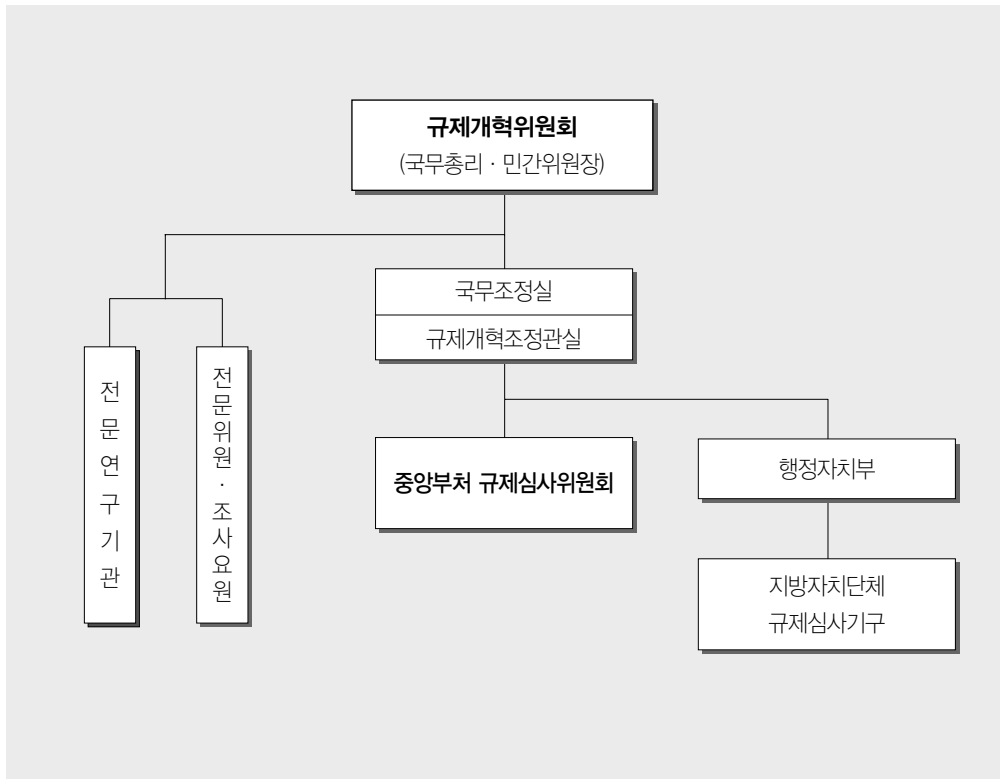 규제개혁위원회
(국무총리 · 민간위원장)
국무조정실
규제개혁조정관실
전문연구기관
전문위원 · 조사요원
중앙부처 규제심사위원회
행정자치부
지방자치단체
규제심사기구